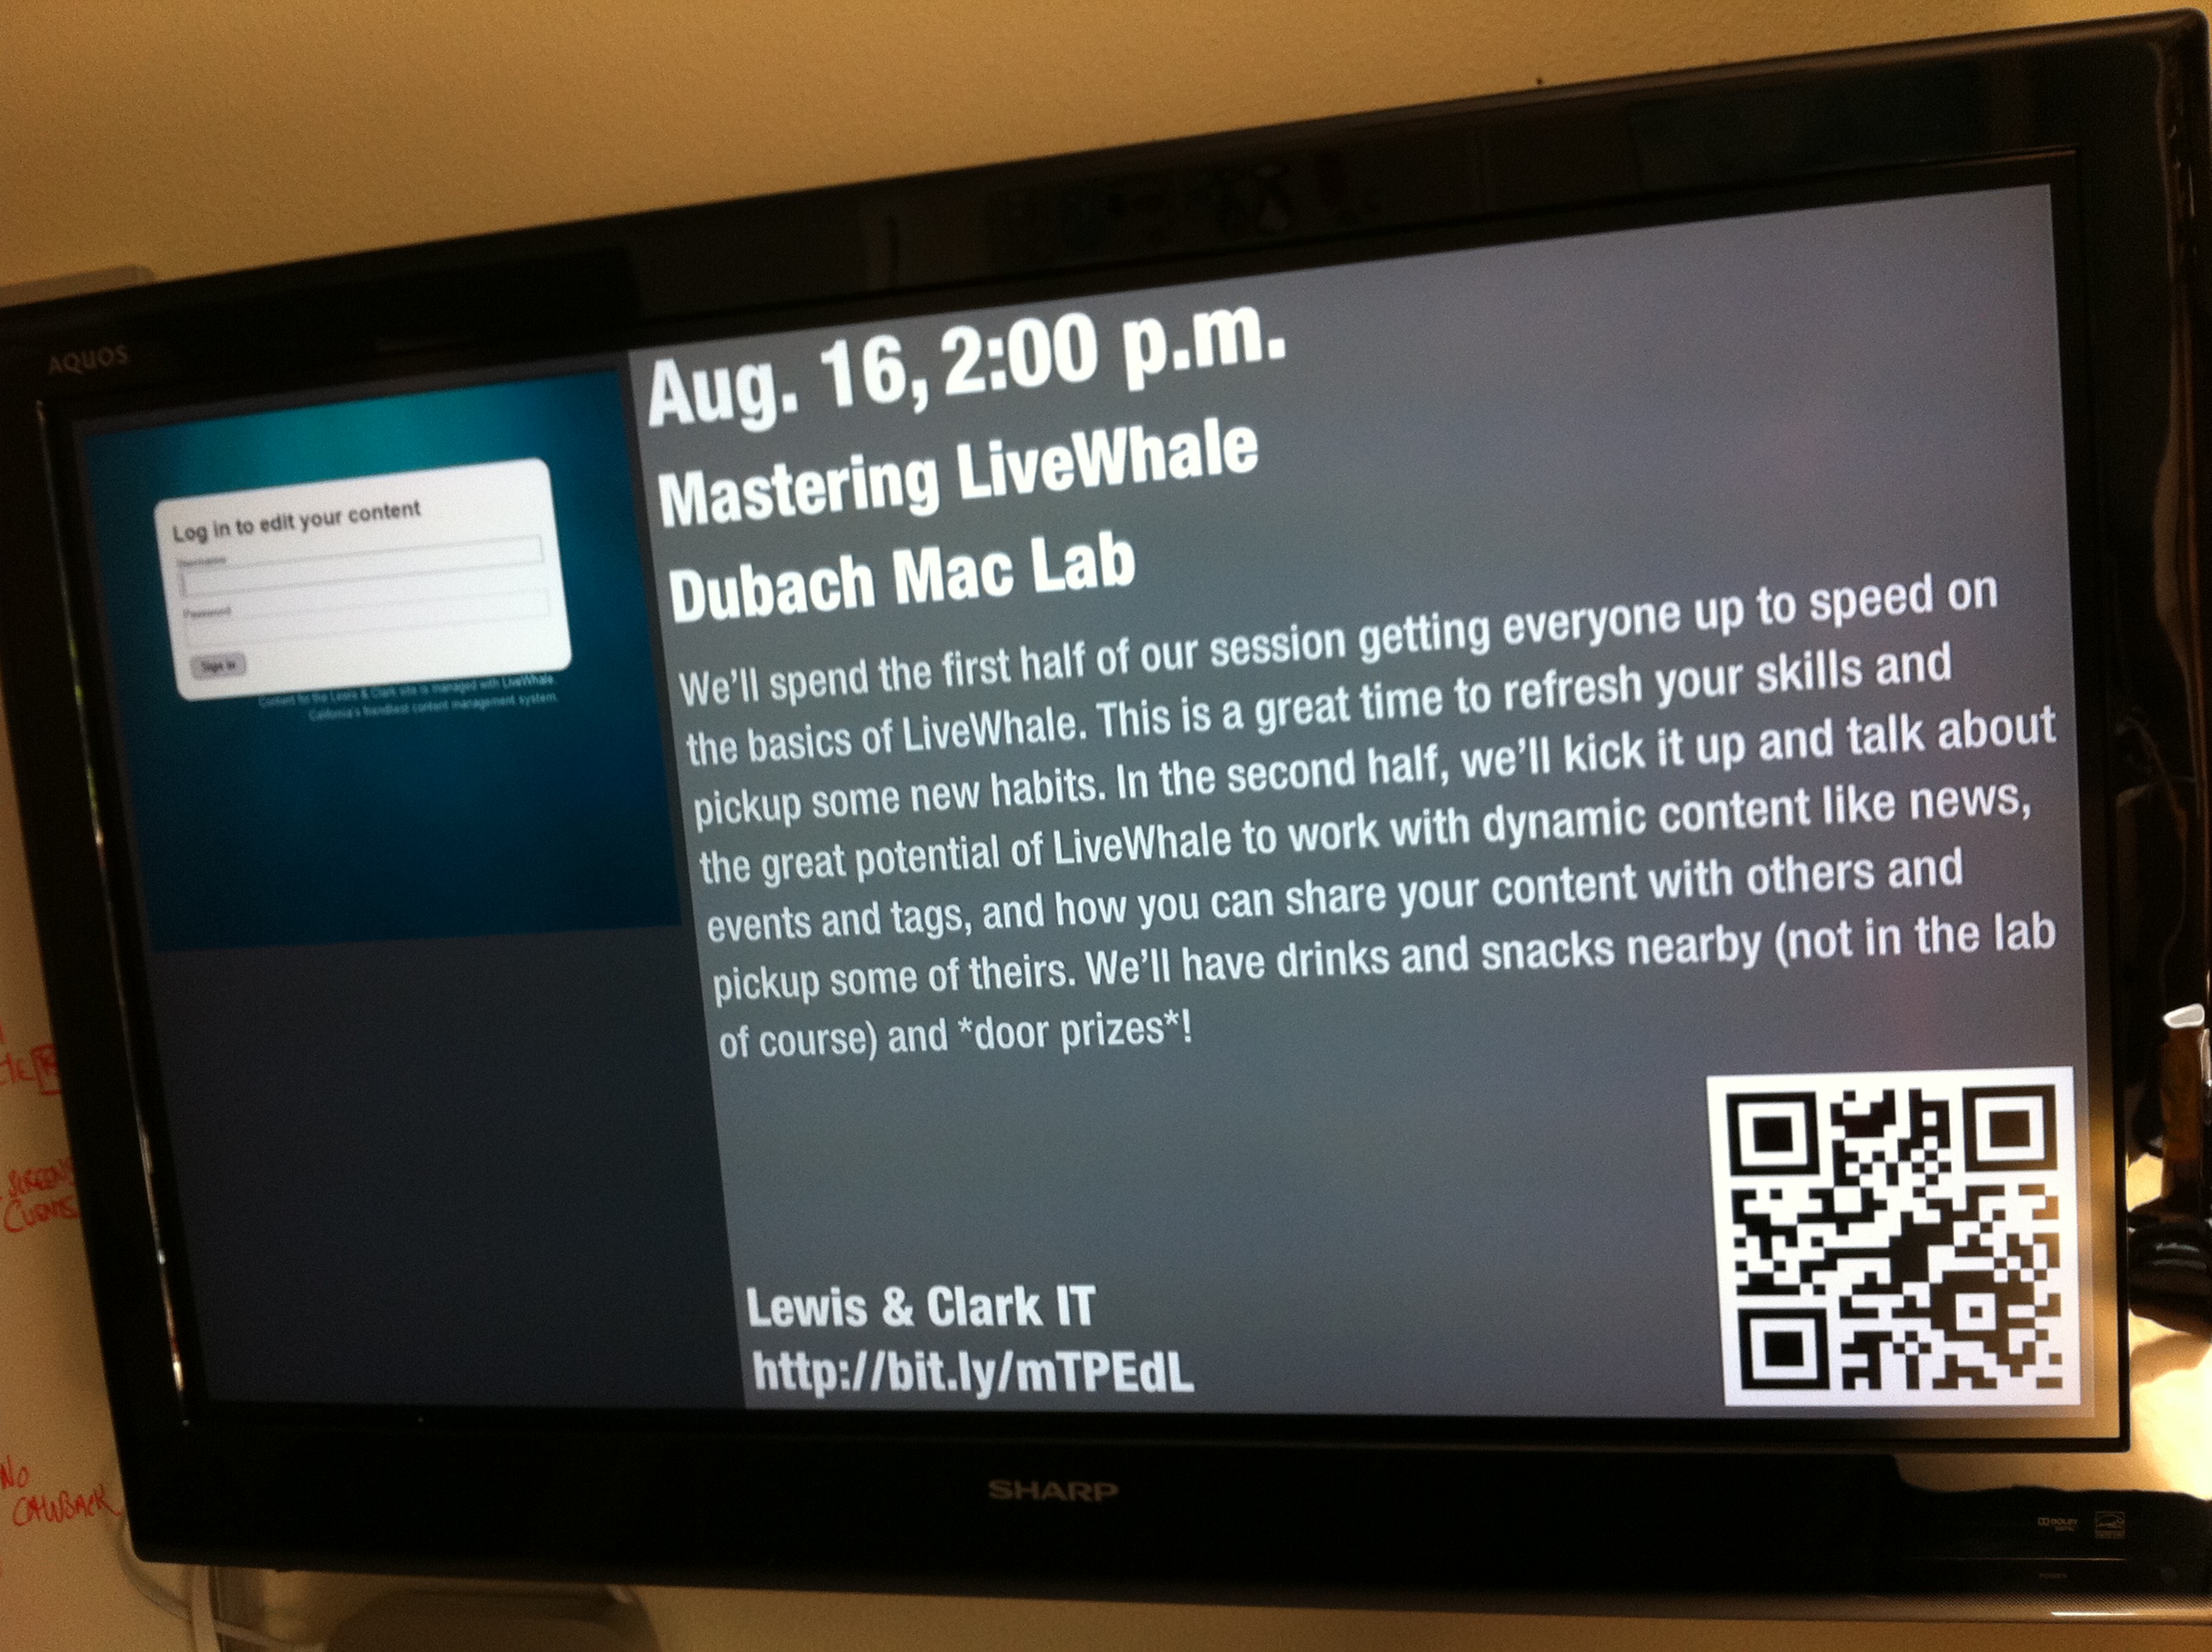 AQUOS
Log in to edit your content
Username
Password
Sign in
Content for the Lewis & Clark site is managed with LiveWhale.
California's friendliest content management system.
Aug. 16, 2:00 p.m.
Mastering LiveWhale
Dubach Mac Lab
We'll spend the first half of our session getting everyone up to speed on
the basics of LiveWhale. This is a great time to refresh your skills and
pickup some new habits. In the second half, we'll kick it up and talk about
the great potential of LiveWhale to work with dynamic content like news,
events and tags, and how you can share your content with others and
pickup some of theirs. We'll have drinks and snacks nearby (not in the lab
of course) and *door prizes*!
Lewis & Clark IT
http://bit.ly/mTPEdL
SHARP
DOLBY
DIGITAL
POWER
NO